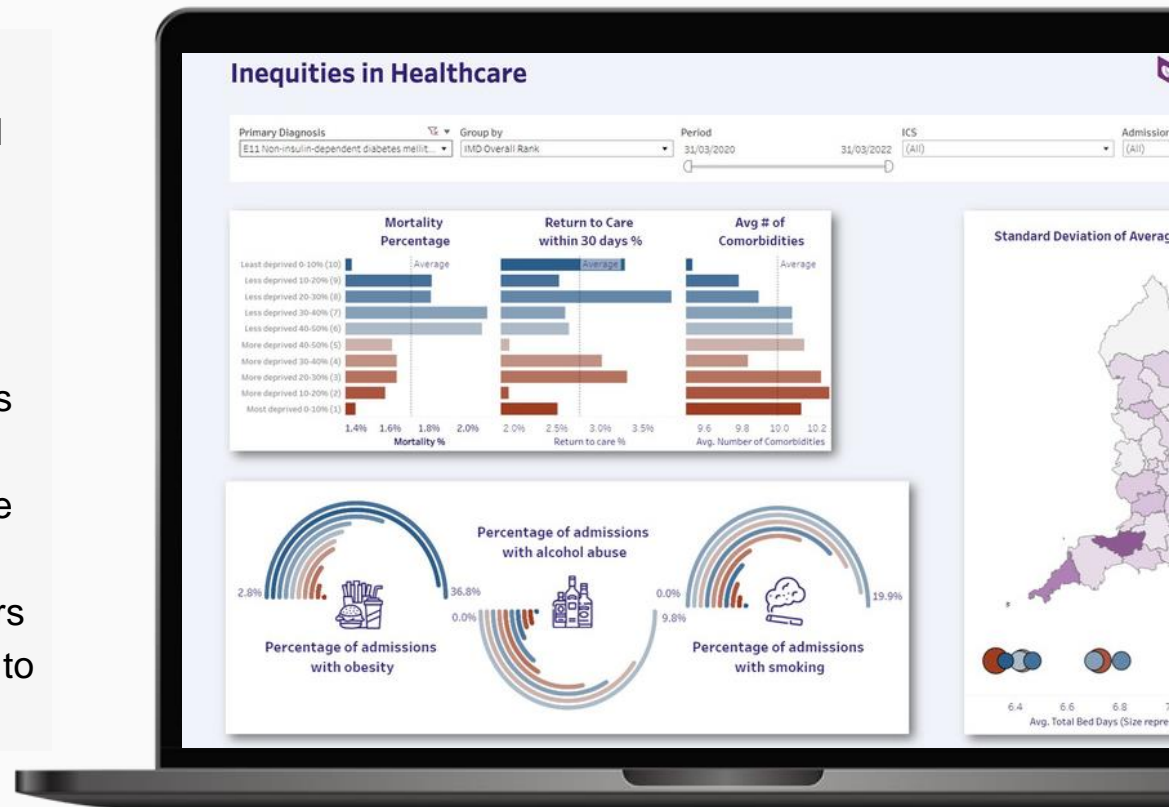 s
e
rs
to
Inequities in Healthcare
Primary Diagnosis
E11 Non-insulin-dependent diabetes mellit...
Group by
IMD Overall Rank
Period
31/03/2020
31/03/2022
ICS
(All)
Admission
(All)
Mortality
Percentage
Return to Care
within 30 days %
Avg # of
Comorbidities
Average
Average
Average
Least deprived 0-10% (10)
Less deprived 10-20% (9)
Less deprived 20-30% (8)
Less deprived 30-40% (7)
Less deprived 40-50% (6)
More deprived 40-50% (5)
More deprived 30-40% (4)
More deprived 20-30% (3)
More deprived 10-20% (2)
Most deprived 0-10% (1)
1.4% 1.6% 1.8% 2.0%
Mortality %
2.0% 2.5% 3.0% 3.5%
Return to care %
9.6 9.8 10.0 10.2
Avg. Number of Comorbidities
2.8%
36.8%
Percentage of admissions
with obesity
Percentage of admissions
with alcohol abuse
0.0%
9.8%
0.0%
19.9%
Percentage of admissions
with smoking
Standard Deviation of Averag
6.4 6.6 6.8
Avg. Total Bed Days (Size repre